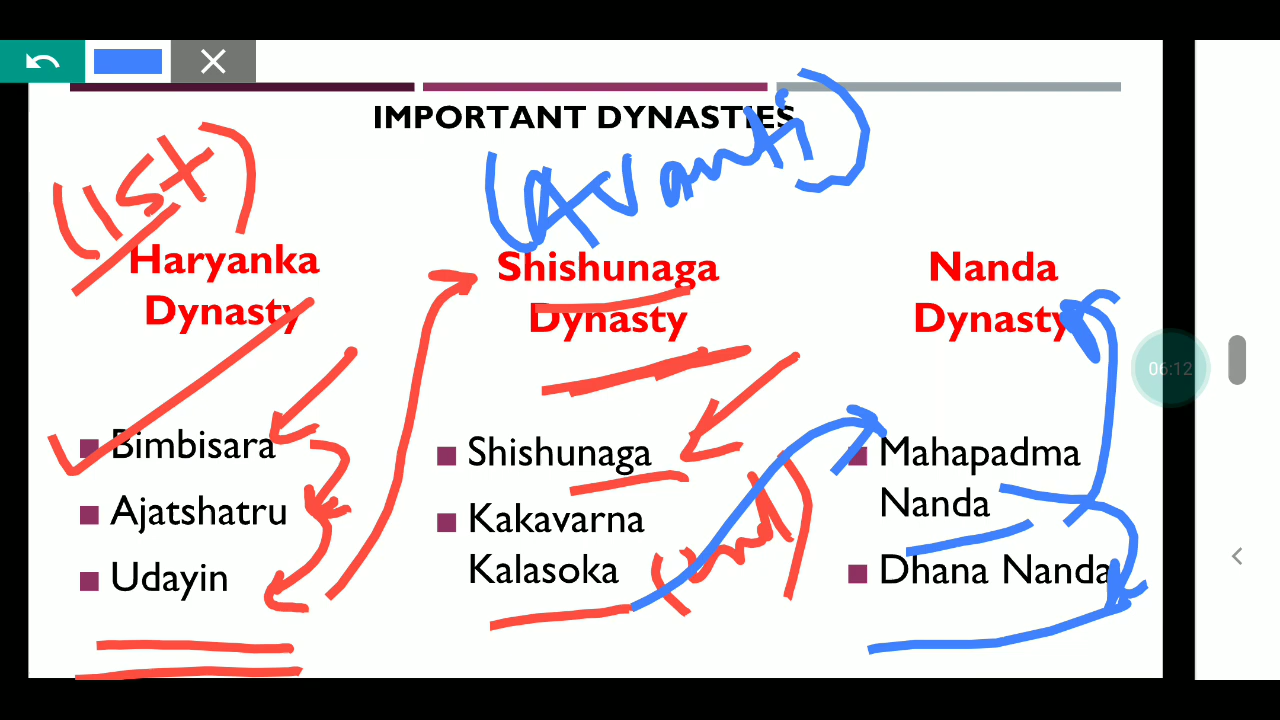 IMPORTANT DYNASTIES
(1st)
(Avanti)
Haryanka
Dynasty
Bimbisara
Ajatshatru
Udayin
Shishunaga
Dynasty
Shishunaga
Kakavarna
Kalasoka
Nanda
Dynasty
Mahapadma
Nanda
Dhana Nanda
06:12